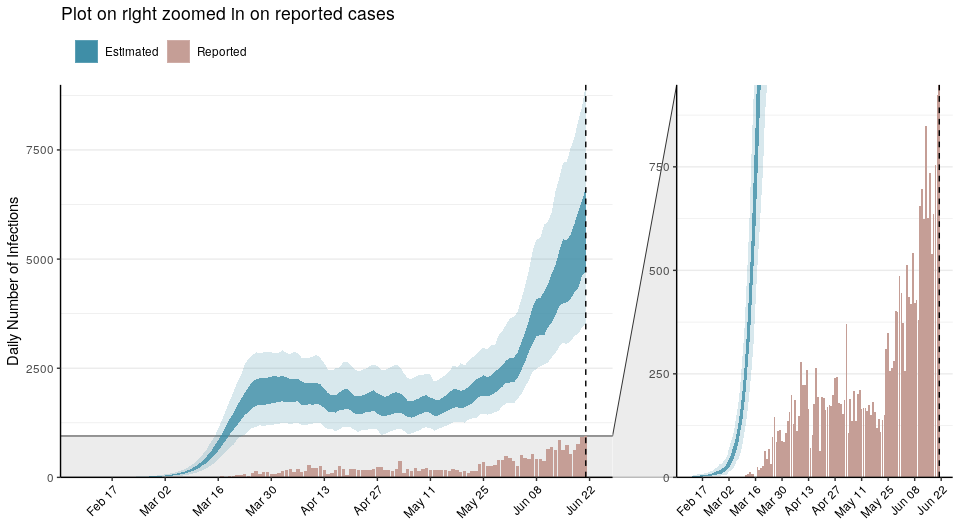 Plot on right zoomed in on reported cases
Estimated Reported
Daily Number of Infections
7500
5000
2500
0
Feb 17 Mar 02 Mar 16 Mar 30 Apr 13 Apr 27 May 11 May 25 Jun 08 Jun 22
750
500
250
0
Feb 17 Mar 02 Mar 16 Mar 30 Apr 13 Apr 27 May 11 May 25 Jun 08 Jun 22